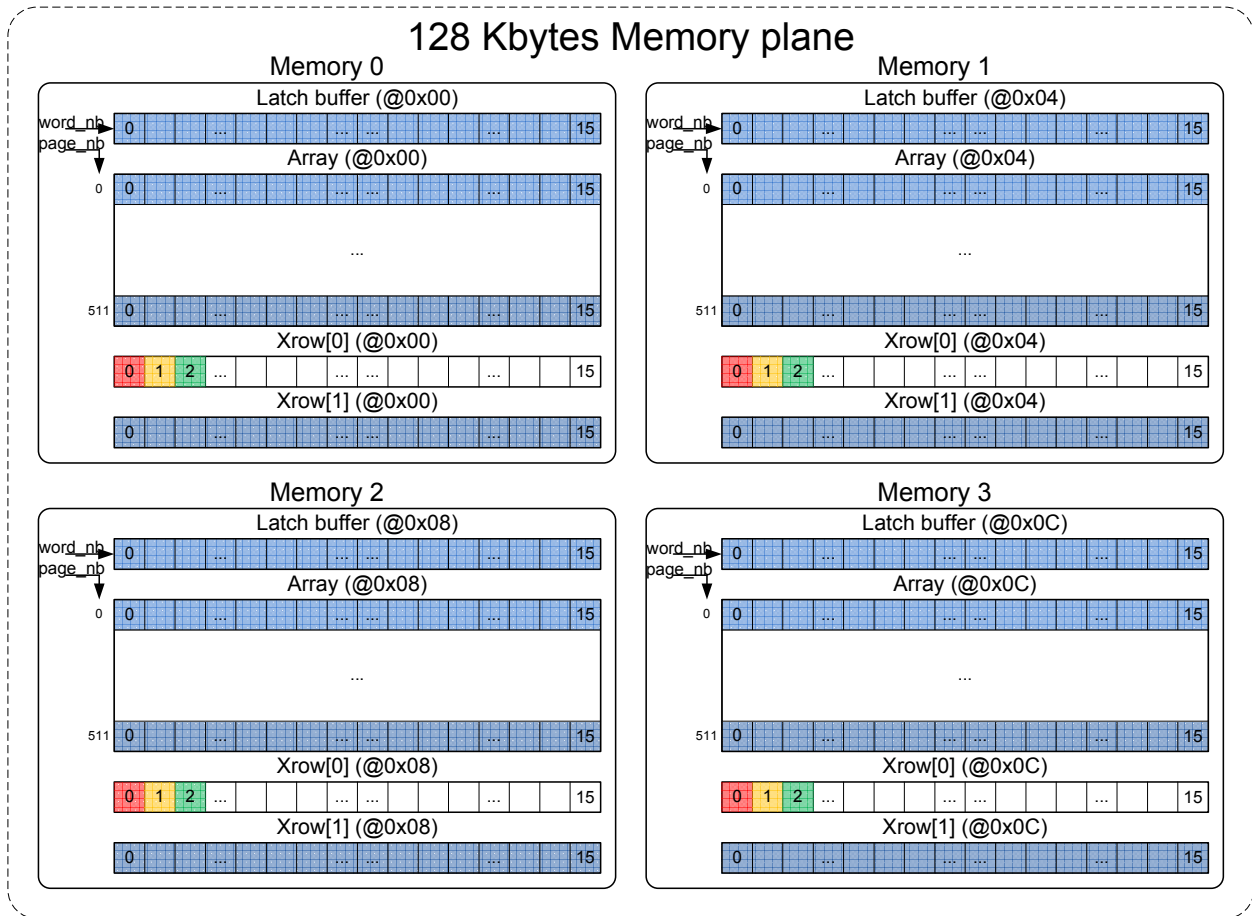 128 Kbytes Memory plane
Memory 0
Latch buffer (@0x00)
word_nb 0 ... ... ... ... 15
page_nb
Array (@0x00)
0 0 ... ... ... ... 15
...
511 0 ... ... ... ... 15
Xrow[0] (@0x00)
0 1 2 ... ... ... ... 15
Xrow[1] (@0x00)
0 ... ... ... ... 15
Memory 1
Latch buffer (@0x04)
word_nb 0 ... ... ... ... 15
page_nb
Array (@0x04)
0 0 ... ... ... ... 15
...
511 0 ... ... ... ... 15
Xrow[0] (@0x04)
0 1 2 ... ... ... ... 15
Xrow[1] (@0x04)
0 ... ... ... ... 15
Memory 2
Latch buffer (@0x08)
word_nb 0 ... ... ... ... 15
page_nb
Array (@0x08)
0 0 ... ... ... ... 15
...
511 0 ... ... ... ... 15
Xrow[0] (@0x08)
0 1 2 ... ... ... ... 15
Xrow[1] (@0x08)
0 ... ... ... ... 15
Memory 3
Latch buffer (@0x0C)
word_nb 0 ... ... ... ... 15
page_nb
Array (@0x0C)
0 0 ... ... ... ... 15
...
511 0 ... ... ... ... 15
Xrow[0] (@0x0C)
0 1 2 ... ... ... ... 15
Xrow[1] (@0x0C)
0 ... ... ... ... 15